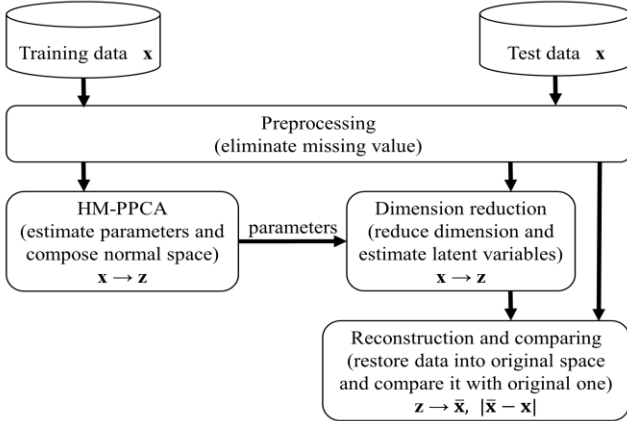 Training data x
Test data x
Preprocessing
(eliminate missing value)
HM-PPCA
(estimate parameters and
compose normal space)
x → z
parameters
Dimension reduction
(reduce dimension and
estimate latent variables)
x → z
Reconstruction and comparing
(restore data into original space
and compare it with original one)
z → x̄, |x̄ − x|